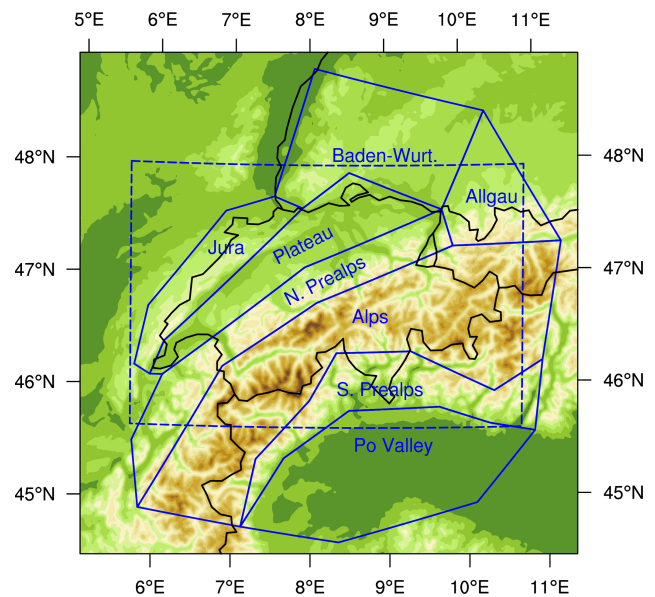 5°E 6°E 7°E 8°E 9°E 10°E 11°E
48°N Baden-Wurt. 48°N
Allgau
Jura Plateau
47°N N. Prealps 47°N
Alps
46°N S. Prealps 46°N
Po Valley
45°N 45°N
6°E 7°E 8°E 9°E 10°E 11°E